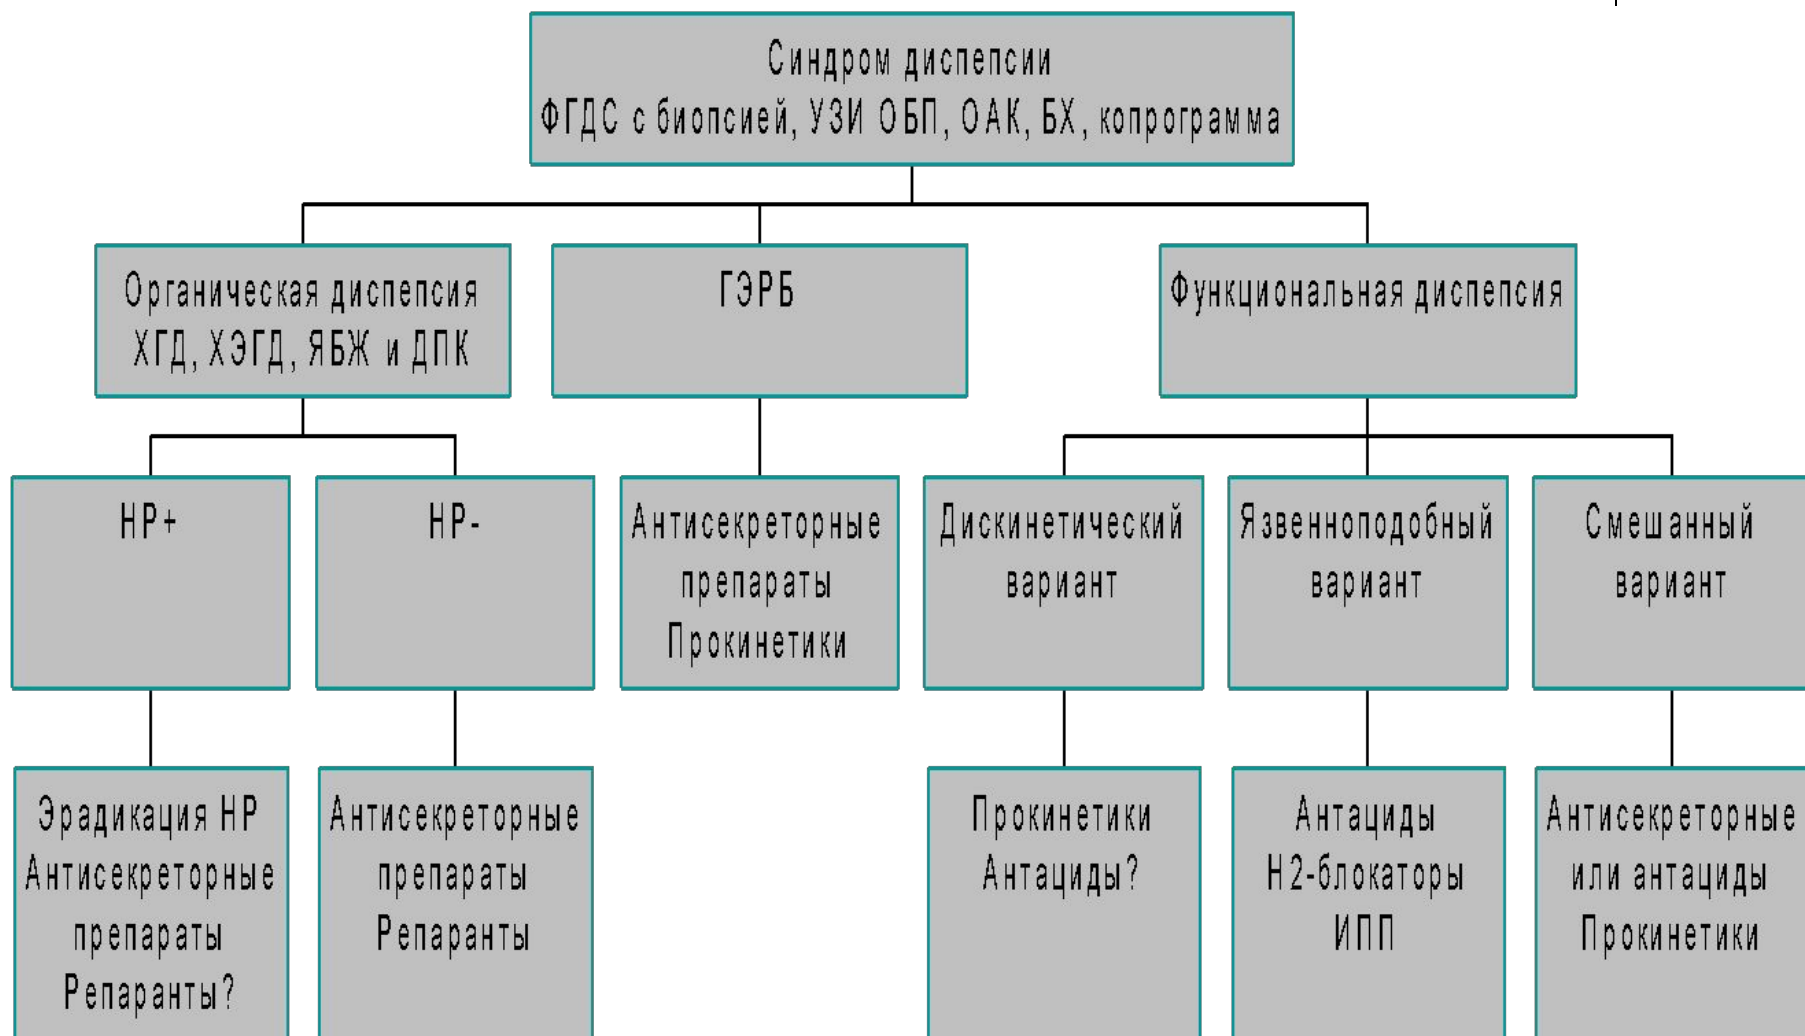 Синдром диспепсии
ФГДС с биопсией, УЗИ ОБП, ОАК, БХ, копрограмма
Органическая диспепсия
ХГД, ХЭГД, ЯБЖ и ДПК
ГЭРБ
Функциональная диспепсия
НР+
НР-
Антисекреторные
препараты
Прокинетики
Дискинетический
вариант
Язвенноподобный
вариант
Смешанный
вариант
Эрадикация НР
Антисекреторные
препараты
Репаранты?
Антисекреторные
препараты
Репаранты
Прокинетики
Антациды?
Антациды
Н2-блокаторы
ИПП
Антисекреторные
или антациды
Прокинетики